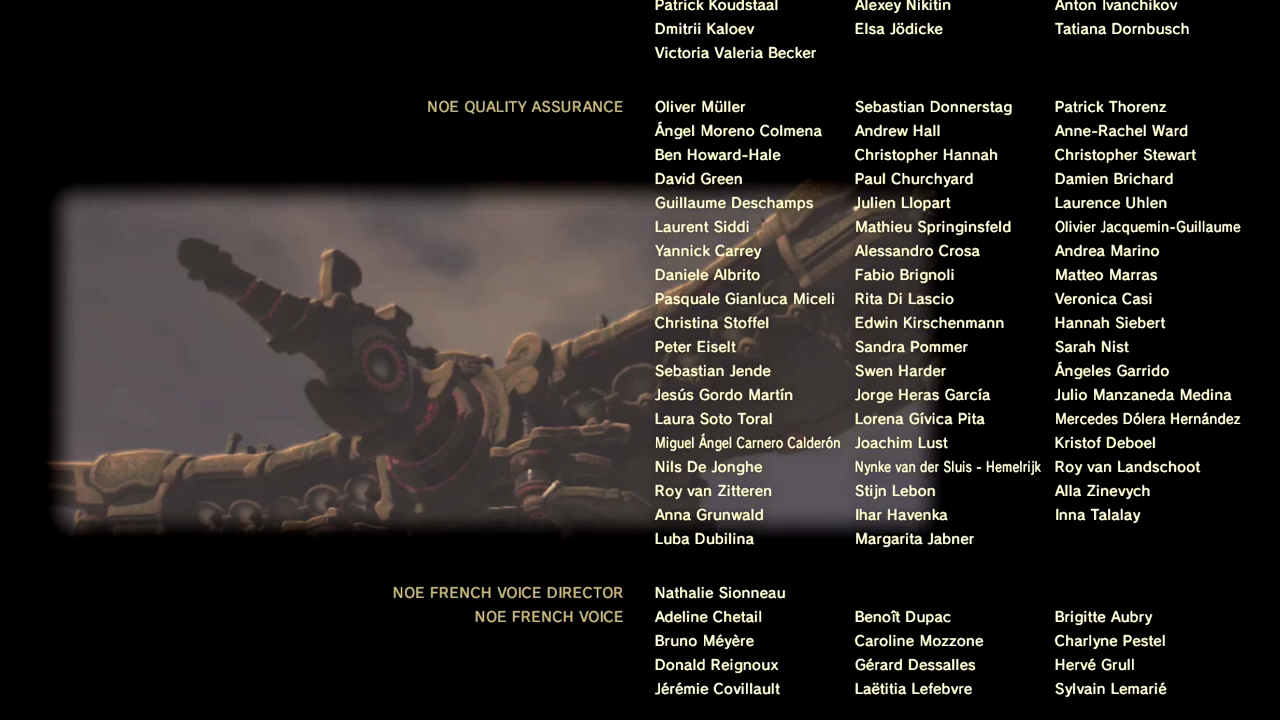 Patrick Koudstaal Alexey Nikitin Anton Ivanchikov
Dmitrii Kaloev Elsa Jödicke Tatiana Dornbusch
Victoria Valeria Becker
NOE QUALITY ASSURANCE Oliver Müller Sebastian Donnerstag Patrick Thorenz
Ángel Moreno Colmena Andrew Hall Anne-Rachel Ward
Ben Howard-Hale Christopher Hannah Christopher Stewart
David Green Paul Churchyard Damien Brichard
Guillaume Deschamps Julien Llopart Laurence Uhlen
Laurent Siddi Mathieu Springinsfeld Olivier Jacquemin-Guillaume
Yannick Carrey Alessandro Crosa Andrea Marino
Daniele Albrito Fabio Brignoli Matteo Marras
Pasquale Gianluca Miceli Rita Di Lascio Veronica Casi
Christina Stoffel Edwin Kirschenmann Hannah Siebert
Peter Eiselt Sandra Pommer Sarah Nist
Sebastian Jende Swen Harder Ángeles Garrido
Jesús Gordo Martín Jorge Heras García Julio Manzaneda Medina
Laura Soto Toral Lorena Gívica Pita Mercedes Dólera Hernández
Miguel Ángel Carnero Calderón Joachim Lust Kristof Deboel
Nils De Jonghe Nynke van der Sluis - Hemelrijk Roy van Landschoot
Roy van Zitteren Stijn Lebon Alla Zinevych
Anna Grunwald Ihar Havenka Inna Talalay
Luba Dubilina Margarita Jabner
NOE FRENCH VOICE DIRECTOR Nathalie Sionneau
NOE FRENCH VOICE Adeline Chetail Benoît Dupac Brigitte Aubry
Bruno Méyère Caroline Mozzone Charlyne Pestel
Donald Reignoux Gérard Dessalles Hervé Grull
Jérémie Covillault Laëtitia Lefebvre Sylvain Lemarié